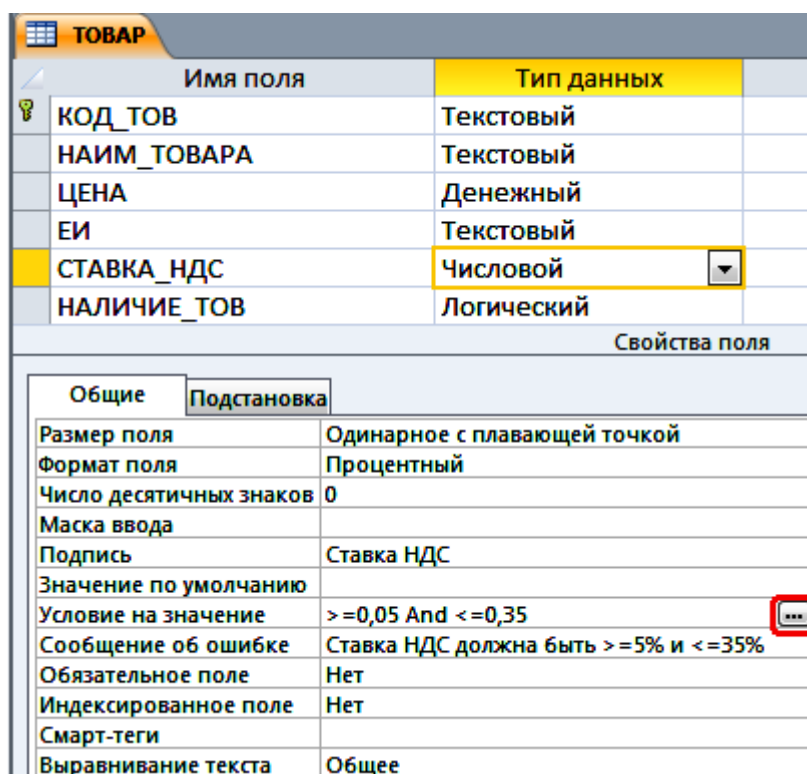 ТОВАР
Имя поля Тип данных
КОД_ТОВ Текстовый
НАИМ_ТОВАРА Текстовый
ЦЕНА Денежный
ЕИ Текстовый
СТАВКА_НДС Числовой
НАЛИЧИЕ_ТОВ Логический
Свойства поля
Общие Подстановка
Размер поля Одинарное с плавающей точкой
Формат поля Процентный
Число десятичных знаков 0
Маска ввода
Подпись Ставка НДС
Значение по умолчанию
Условие на значение >=0,05 And <=0,35 ...
Сообщение об ошибке Ставка НДС должна быть >=5% и <=35%
Обязательное поле Нет
Индексированное поле Нет
Смарт-теги
Выравнивание текста Общее